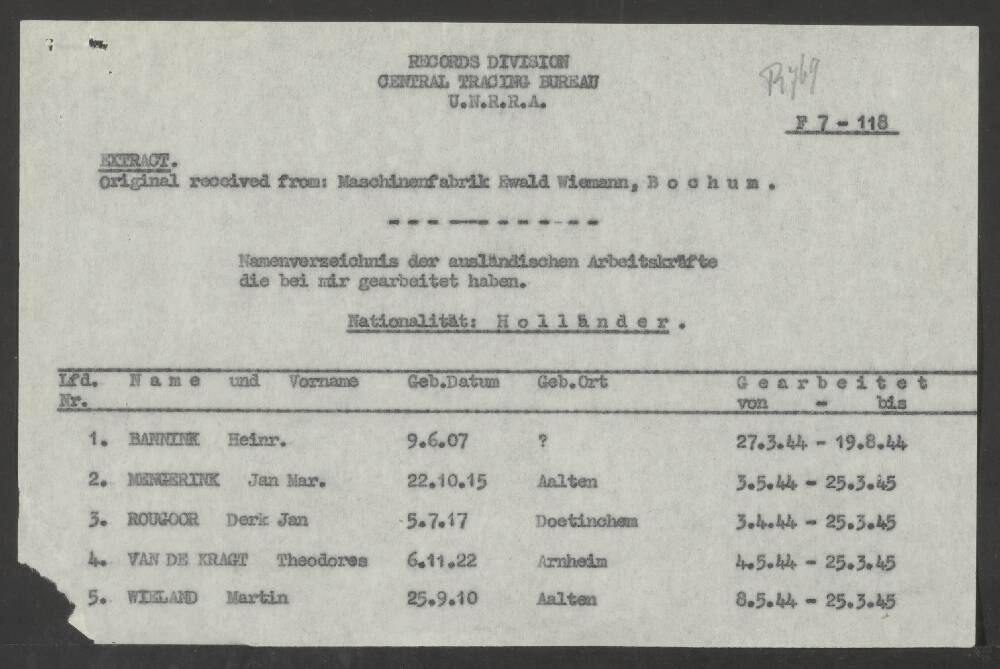 RECORDS DIVISION
CENTRAL TRACING BUREAU
U.N.R.R.A.
R769
F 7 - 118
EXTRACT.
Original received from: Maschinenfabrik Ewald Wiemann, B o c h u m .
Namenverzeichnis der ausländischen Arbeitskräfte
die bei mir gearbeitet haben.
Nationalität: H o l l ä n d e r .
Lfd. N a m e und Vorname Geb.Datum Geb.Ort G e a r b e i t e t
Nr. von - bis
1. BANNINK Heinr. 9.6.07 ? 27.3.44 - 19.8.44
2. MENGERINK Jan Mar. 22.10.15 Aalten 3.5.44 - 25.3.45
3. ROUGOOR Derk Jan 5.7.17 Doetinchem 3.4.44 - 25.3.45
4. VAN DE KRAGT Theodores 6.11.22 Arnheim 4.5.44 - 25.3.45
5. WIELAND Martin 25.9.10 Aalten 8.5.44 - 25.3.45